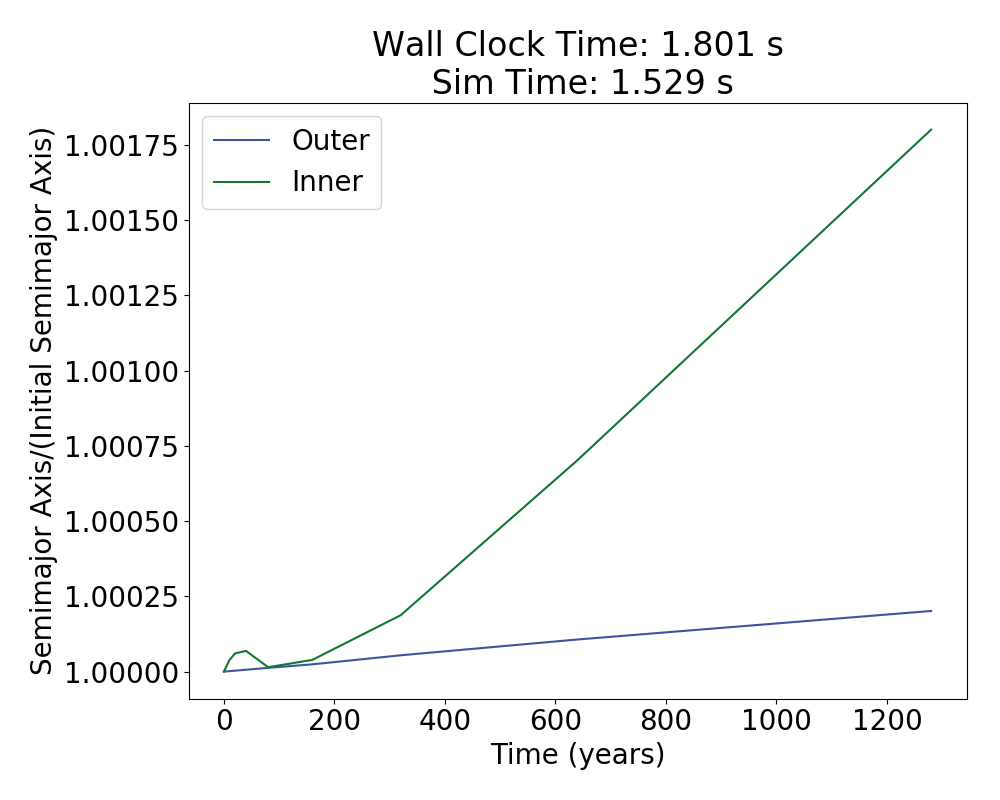 Wall Clock Time: 1.801 s
Sim Time: 1.529 s
Outer
Inner
Semimajor Axis/(Initial Semimajor Axis)
1.00175
1.00150
1.00125
1.00100
1.00075
1.00050
1.00025
1.00000
0 200 400 600 800 1000 1200
Time (years)